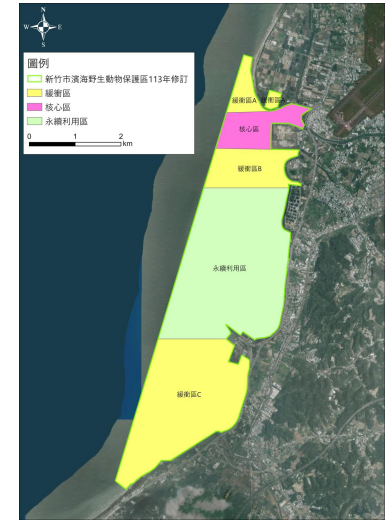 N
W E
S
圖例
新竹市濱海野生動物保護區113年修訂
緩衝區
核心區
永續利用區
0 1 2
km
緩衝區A 緩衝區A
核心區
緩衝區B
永續利用區
緩衝區C